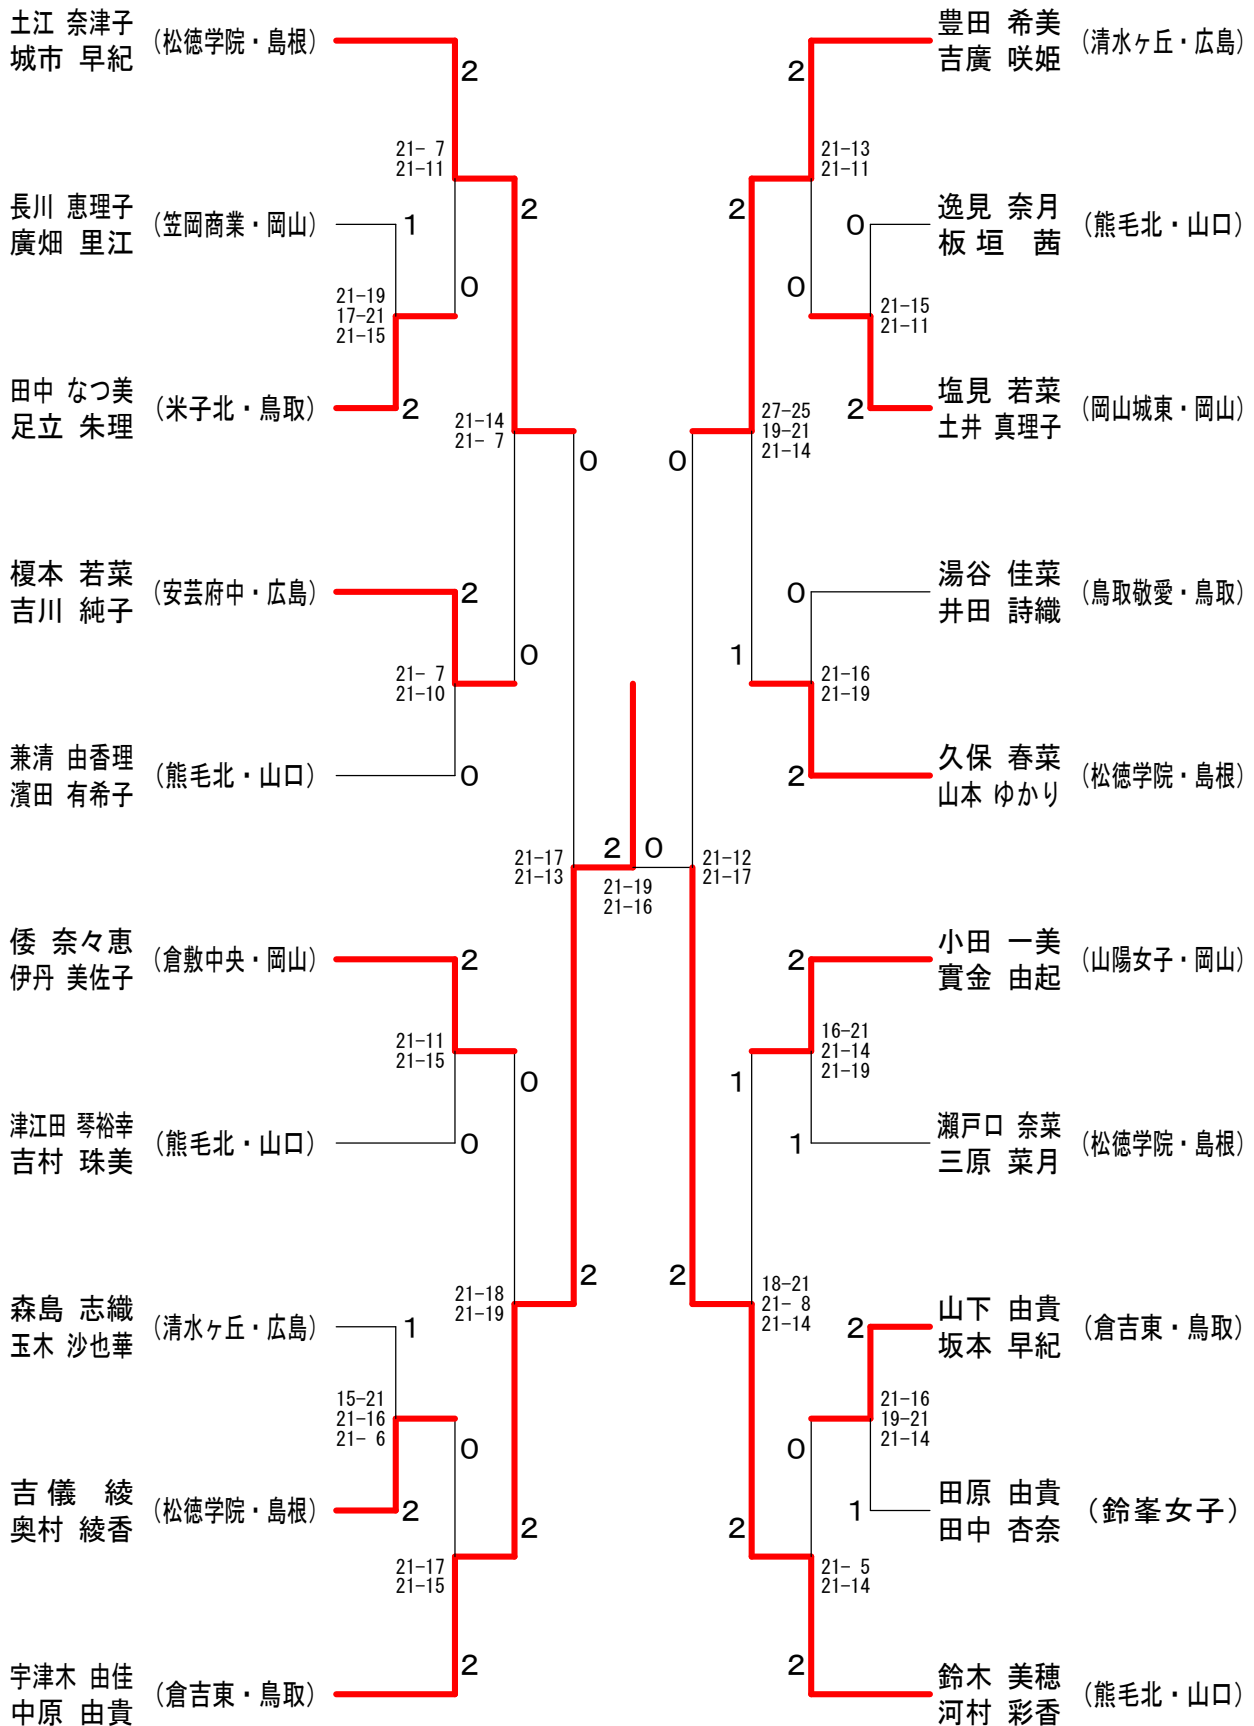 土江 奈津子
城市 早紀
(松徳学院・島根)
2
21- 7
21-11
2
長川 恵理子
廣畑 里江
(笠岡商業・岡山)
1
0
21-19
17-21
21-15
田中 なつ美
足立 朱理
(米子北・鳥取)
2
21-14
21- 7
0
榎本 若菜
吉川 純子
(安芸府中・広島)
2
0
21- 7
21-10
兼清 由香理
濱田 有希子
(熊毛北・山口)
0
21-17
21-13
2
0
21-19
21-16
倭 奈々恵
伊丹 美佐子
(倉敷中央・岡山)
2
21-11
21-15
0
津江田 琴裕幸
吉村 珠美
(熊毛北・山口)
0
2
21-18
21-19
森島 志織
玉木 沙也華
(清水ヶ丘・広島)
1
15-21
21-16
21- 6
0
吉儀 綾
奥村 綾香
(松徳学院・島根)
2
2
21-17
21-15
宇津木 由佳
中原 由貴
(倉吉東・鳥取)
2
豊田 希美
吉廣 咲姫
(清水ヶ丘・広島)
2
21-13
21-11
2
逸見 奈月
板垣 茜
(熊毛北・山口)
0
0
21-15
21-11
塩見 若菜
土井 真理子
(岡山城東・岡山)
2
27-25
19-21
21-14
0
湯谷 佳菜
井田 詩織
(鳥取敬愛・鳥取)
0
1
21-16
21-19
久保 春菜
山本 ゆかり
(松徳学院・島根)
2
21-12
21-17
小田 一美
實金 由起
(山陽女子・岡山)
2
16-21
21-14
21-19
1
瀬戸口 奈菜
三原 菜月
(松徳学院・島根)
1
2
18-21
21- 8
21-14
山下 由貴
坂本 早紀
(倉吉東・鳥取)
2
21-16
19-21
21-14
0
田原 由貴
田中 杏奈
(鈴峯女子)
1
2
21- 5
21-14
鈴木 美穂
河村 彩香
(熊毛北・山口)
2